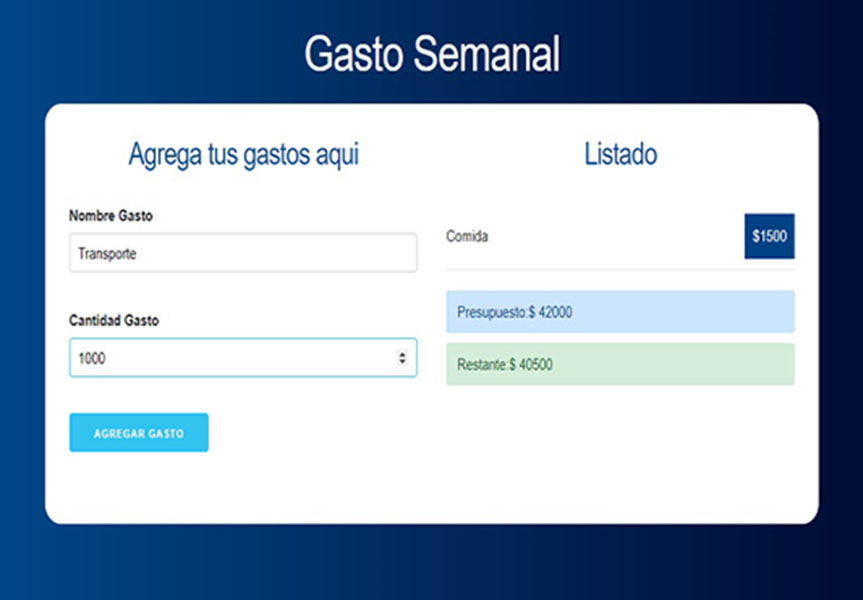 Gasto Semanal
Agrega tus gastos aqui
Nombre Gasto
Transporte
Cantidad Gasto
1000
AGREGAR GASTO
Listado
Comida
$1500
Presupuesto:$ 42000
Restante:$ 40500